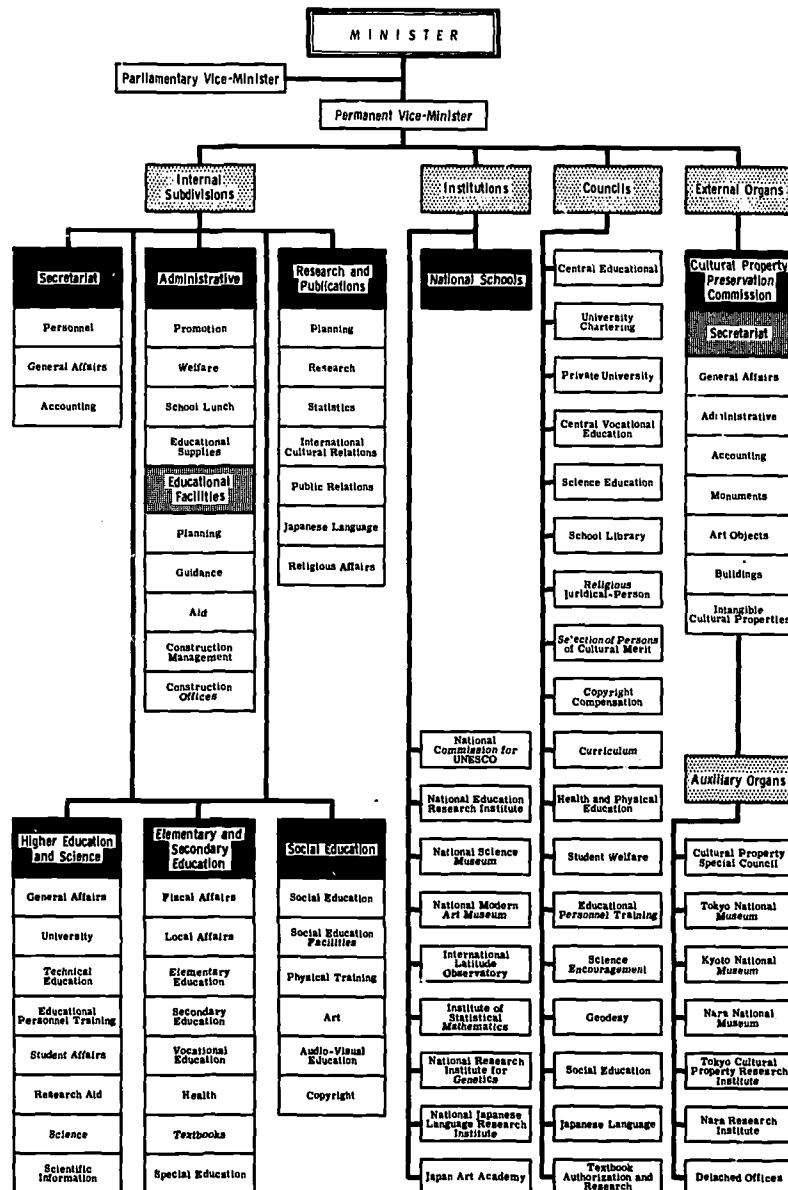 MINISTER
Parliamentary Vice-Minister
Permanent Vice-Minister
Internal
Subdivisions
Institutions
Councils
External Organs
Secretariat
Personnel
General Affairs
Accounting
Administrative
Promotion
Welfare
School Lunch
Educational
Supplies
Educational
Facilities
Planning
Guidance
Aid
Construction
Management
Construction
Offices
Research and
Publications
Planning
Research
Statistics
International
Cultural Relations
Public Relations
Japanese Language
Religious Affairs
National Schools
Central Educational
University
Chartering
Private University
Central Vocational
Education
Science Education
School Library
Religious
Juridical-Person
Selection of Persons
of Cultural Merit
Copyright
Compensation
Curriculum
Health and Physical
Education
Student Welfare
Educational
Personnel Training
Science
Encouragement
Geodesy
Social Education
Japanese Language
Textbook
Authorization and
Research
Cultural Property
Preservation
Commission
Secretariat
General Affairs
Administrative
Accounting
Monuments
Art Objects
Buildings
Intangible
Cultural Properties
Auxiliary Organs
Cultural Property
Special Council
Tokyo National
Museum
Kyoto National
Museum
Nara National
Museum
Tokyo Cultural
Property Research
Institute
Nara Research
Institute
Detached Offices
National
Commission for
UNESCO
National Education
Research Institute
National Science
Museum
National Modern
Art Museum
International
Latitude
Observatory
Institute of
Statistical
Mathematics
National Research
Institute for
Genetics
National Japanese
Language Research
Institute
Japan Art Academy
Higher Education
and Science
General Affairs
University
Technical
Education
Educational
Personnel Training
Student Affairs
Research Aid
Science
Scientific
Information
Elementary and
Secondary
Education
Fiscal Affairs
Local Affairs
Elementary
Education
Secondary
Education
Vocational
Education
Health
Textbooks
Special Education
Social Education
Social Education
Social Education
Facilities
Physical Training
Art
Audio-Visual
Education
Copyright